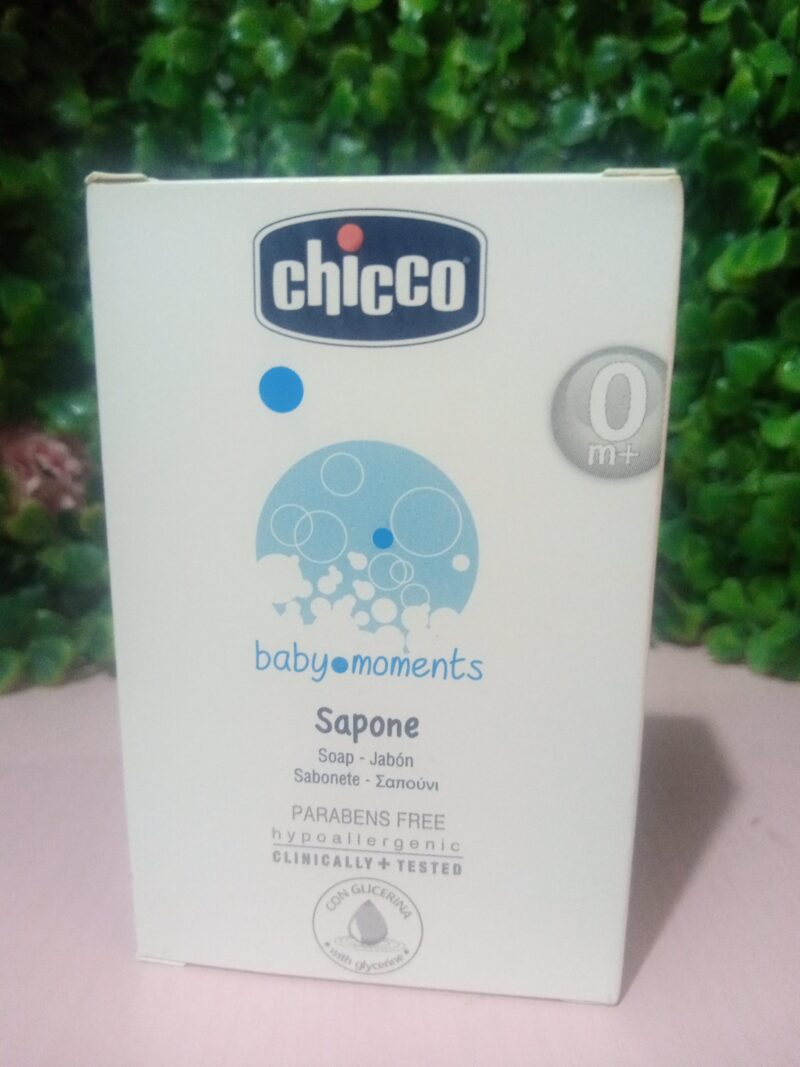 chicco
0
m+
baby moments
Sapone
Soap - Jabón
Sabonete - Σαπούνι
PARABENS FREE
hypoallergenic
CLINICALLY + TESTED
CON GLICERINA
with glycerine